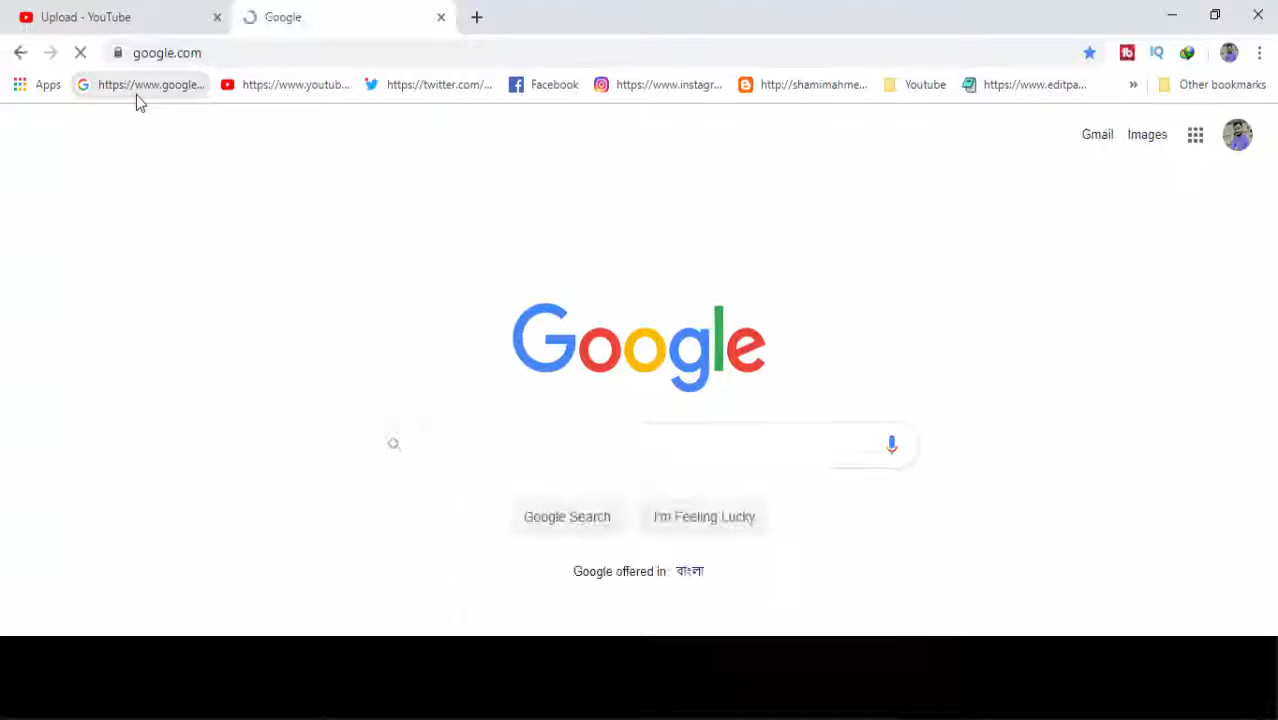 Upload - YouTube
Google
google.com
Apps
https://www.google...
https://www.youtub...
https://twitter.com/...
Facebook
https://www.instagr...
http://shamimahme...
Youtube
https://www.editpa...
»
Other bookmarks
Gmail Images
Google
Google Search I'm Feeling Lucky
Google offered in: বাংলা